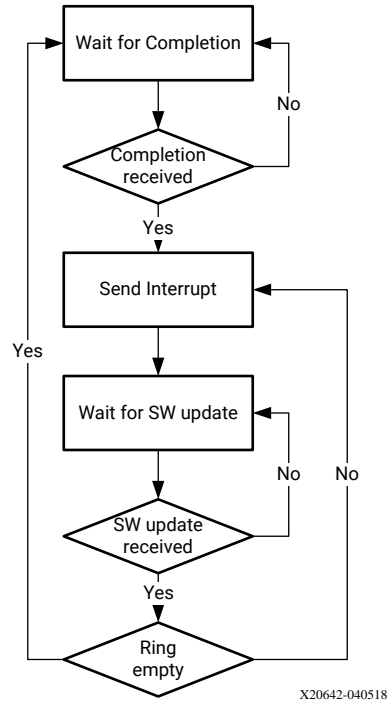 Wait for Completion
No
Completion
received
Yes
Send Interrupt
Yes
Wait for SW update
No
No
SW update
received
Yes
Ring
empty
X20642-040518